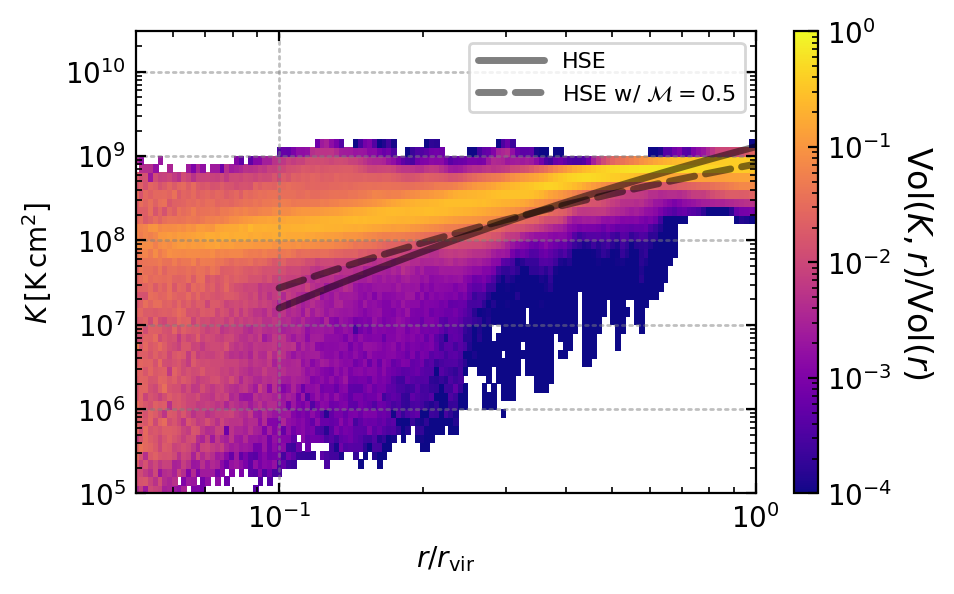 HSE
HSE w/ ℳ = 0.5
K[K cm²]
10¹⁰
10⁹
10⁸
10⁷
10⁶
10⁵
10⁻¹
10⁰
r/r_vir
10⁰
10⁻¹
10⁻²
10⁻³
10⁻⁴
Vol(K, r)/Vol(r)